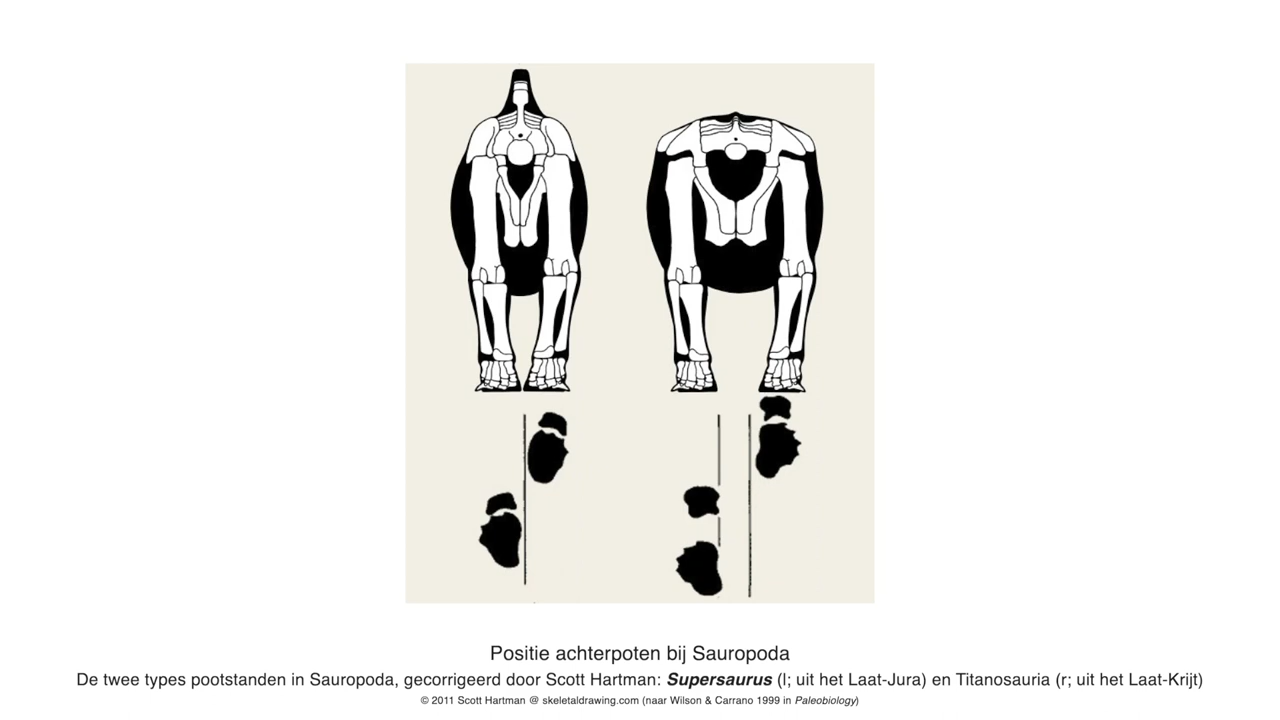 Positie achterpoten bij Sauropoda
De twee types pootstanden in Sauropoda, gecorrigeerd door Scott Hartman: Supersaurus (l; uit het Laat-Jura) en Titanosauria (r; uit het Laat-Krijt)
© 2011 Scott Hartman @ skeletaldrawing.com (naar Wilson & Carrano 1999 in Paleobiology)